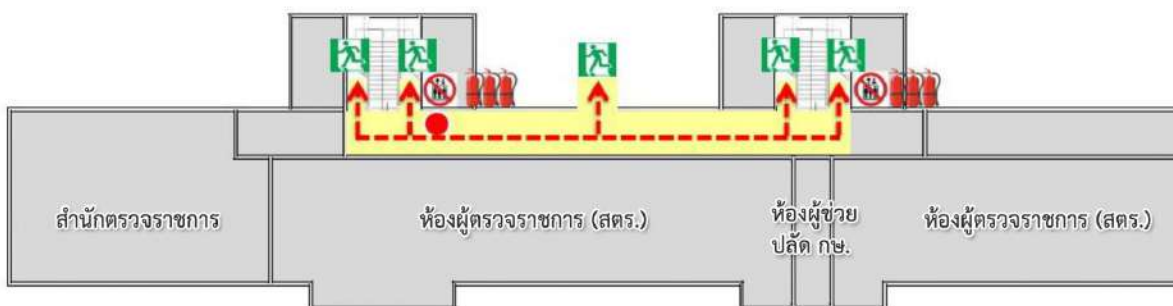 สำนักตรวจราชการ
ห้องผู้ตรวจราชการ (สตร.)
ห้องผู้ช่วย
ปลัด กษ.
ห้องผู้ตรวจราชการ (สตร.)